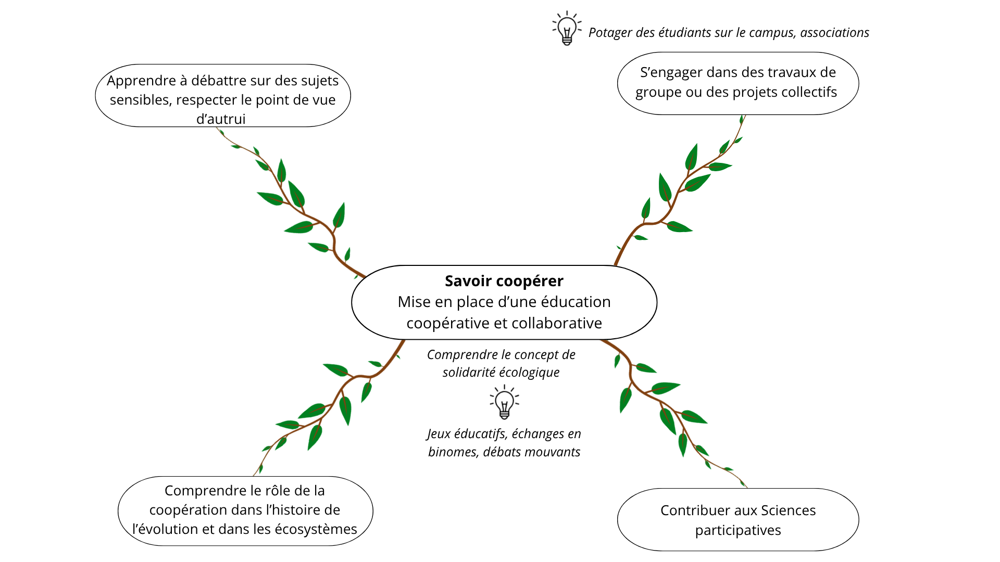 Potager des étudiants sur le campus, associations
Apprendre à débattre sur des sujets
sensibles, respecter le point de vue
d’autrui
S’engager dans des travaux de
groupe ou des projets collectifs
Savoir coopérer
Mise en place d’une éducation
coopérative et collaborative
Comprendre le concept de
solidarité écologique
Jeux éducatifs, échanges en
binomes, débats mouvants
Comprendre le rôle de la
coopération dans l’histoire de
l’évolution et dans les écosystèmes
Contribuer aux Sciences
participatives